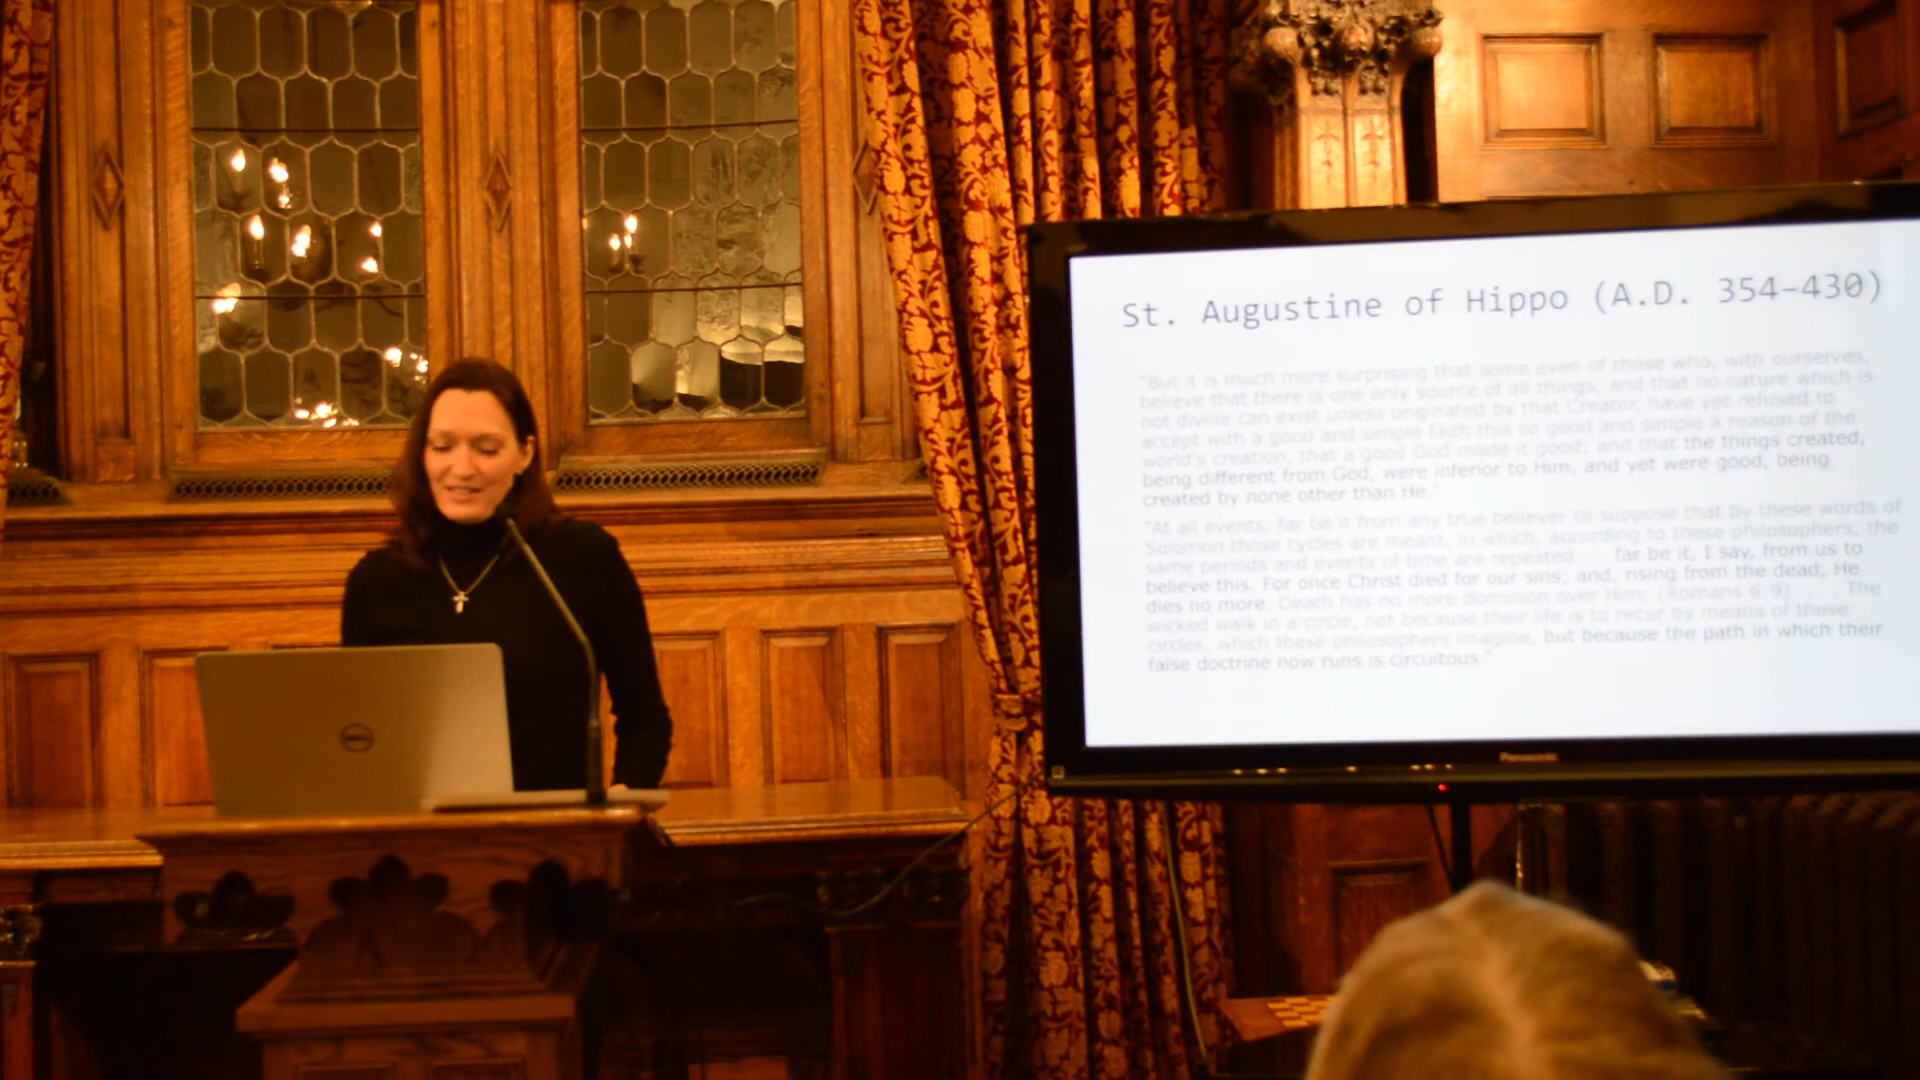 St. Augustine of Hippo (A.D. 354–430)
"But it is much more surprising that some even of those who, with ourselves,
believe that there is one only source of all things, and that no nature which is
not divine can exist unless originated by that Creator, have yet refused to
accept with a good and simple faith this so good and simple a reason of the
world's creation, that a good God made it good; and that the things created,
being different from God, were inferior to Him, and yet were good, being
created by none other than He."
"At all events, far be it from any true believer to suppose that by these words of
Solomon those cycles are meant, in which, according to those philosophers, the
same periods and events of time are repeated. ... far be it, I say, from us to
believe this. For once Christ died for our sins; and, rising from the dead, He
dies no more. Death has no more dominion over Him; [Romans 6:9] . . . The
wicked walk in a circle, not because their life is to recur by means of these
circles, which these philosophers imagine, but because the path in which their
false doctrine now runs is circuitous."
DELL
Panasonic